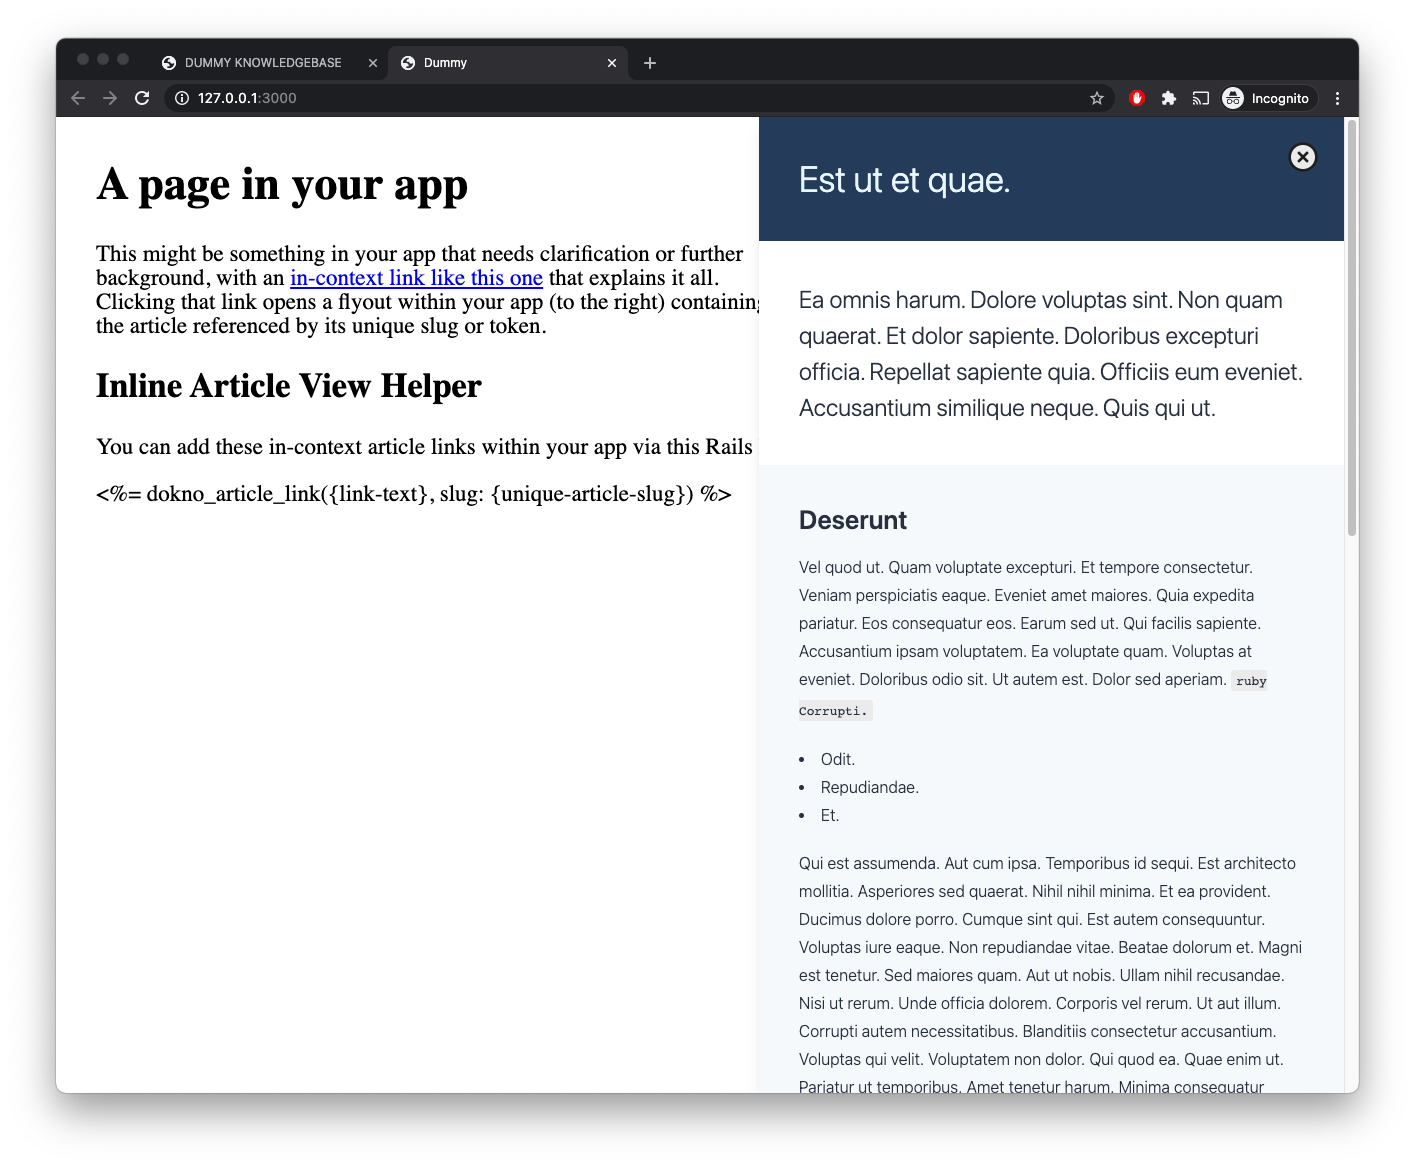 DUMMY KNOWLEDGEBASE
Dummy
127.0.0.1:3000
Incognito
A page in your app
This might be something in your app that needs clarification or further
background, with an in-context link like this one that explains it all.
Clicking that link opens a flyout within your app (to the right) containing
the article referenced by its unique slug or token.
Inline Article View Helper
You can add these in-context article links within your app via this Rails
<%= dokno_article_link({link-text}, slug: {unique-article-slug}) %>
Est ut et quae.
Ea omnis harum. Dolore voluptas sint. Non quam
quaerat. Et dolor sapiente. Doloribus excepturi
officia. Repellat sapiente quia. Officiis eum eveniet.
Accusantium similique neque. Quis qui ut.
Deserunt
Vel quod ut. Quam voluptate excepturi. Et tempore consectetur.
Veniam perspiciatis eaque. Eveniet amet maiores. Quia expedita
pariatur. Eos consequatur eos. Earum sed ut. Qui facilis sapiente.
Accusantium ipsam voluptatem. Ea voluptate quam. Voluptas at
eveniet. Doloribus odio sit. Ut autem est. Dolor sed aperiam. ruby
Corrupti.
• Odit.
• Repudiandae.
• Et.
Qui est assumenda. Aut cum ipsa. Temporibus id sequi. Est architecto
mollitia. Asperiores sed quaerat. Nihil nihil minima. Et ea provident.
Ducimus dolore porro. Cumque sint qui. Est autem consequuntur.
Voluptas iure eaque. Non repudiandae vitae. Beatae dolorum et. Magni
est tenetur. Sed maiores quam. Aut ut nobis. Ullam nihil recusandae.
Nisi ut rerum. Unde officia dolorem. Corporis vel rerum. Ut aut illum.
Corrupti autem necessitatibus. Blanditiis consectetur accusantium.
Voluptas qui velit. Voluptatem non dolor. Qui quod ea. Quae enim ut.
Pariatur ut temporibus. Amet tenetur harum. Minima consequatur